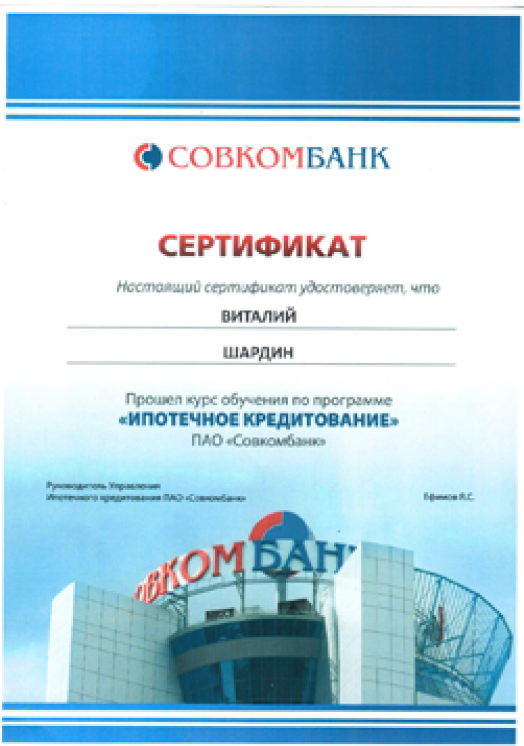 СОВКОМБАНК
СЕРТИФИКАТ
Настоящий сертификат удостоверяет, что
ВИТАЛИЙ
ШАРДИН
Прошел курс обучения по программе
«ИПОТЕЧНОЕ КРЕДИТОВАНИЕ»
ПАО «Совкомбанк»
Руководитель Управления
Ипотечного кредитования ПАО «Совкомбанк»
Ефимов Я.С.
ОВКОМБАНК